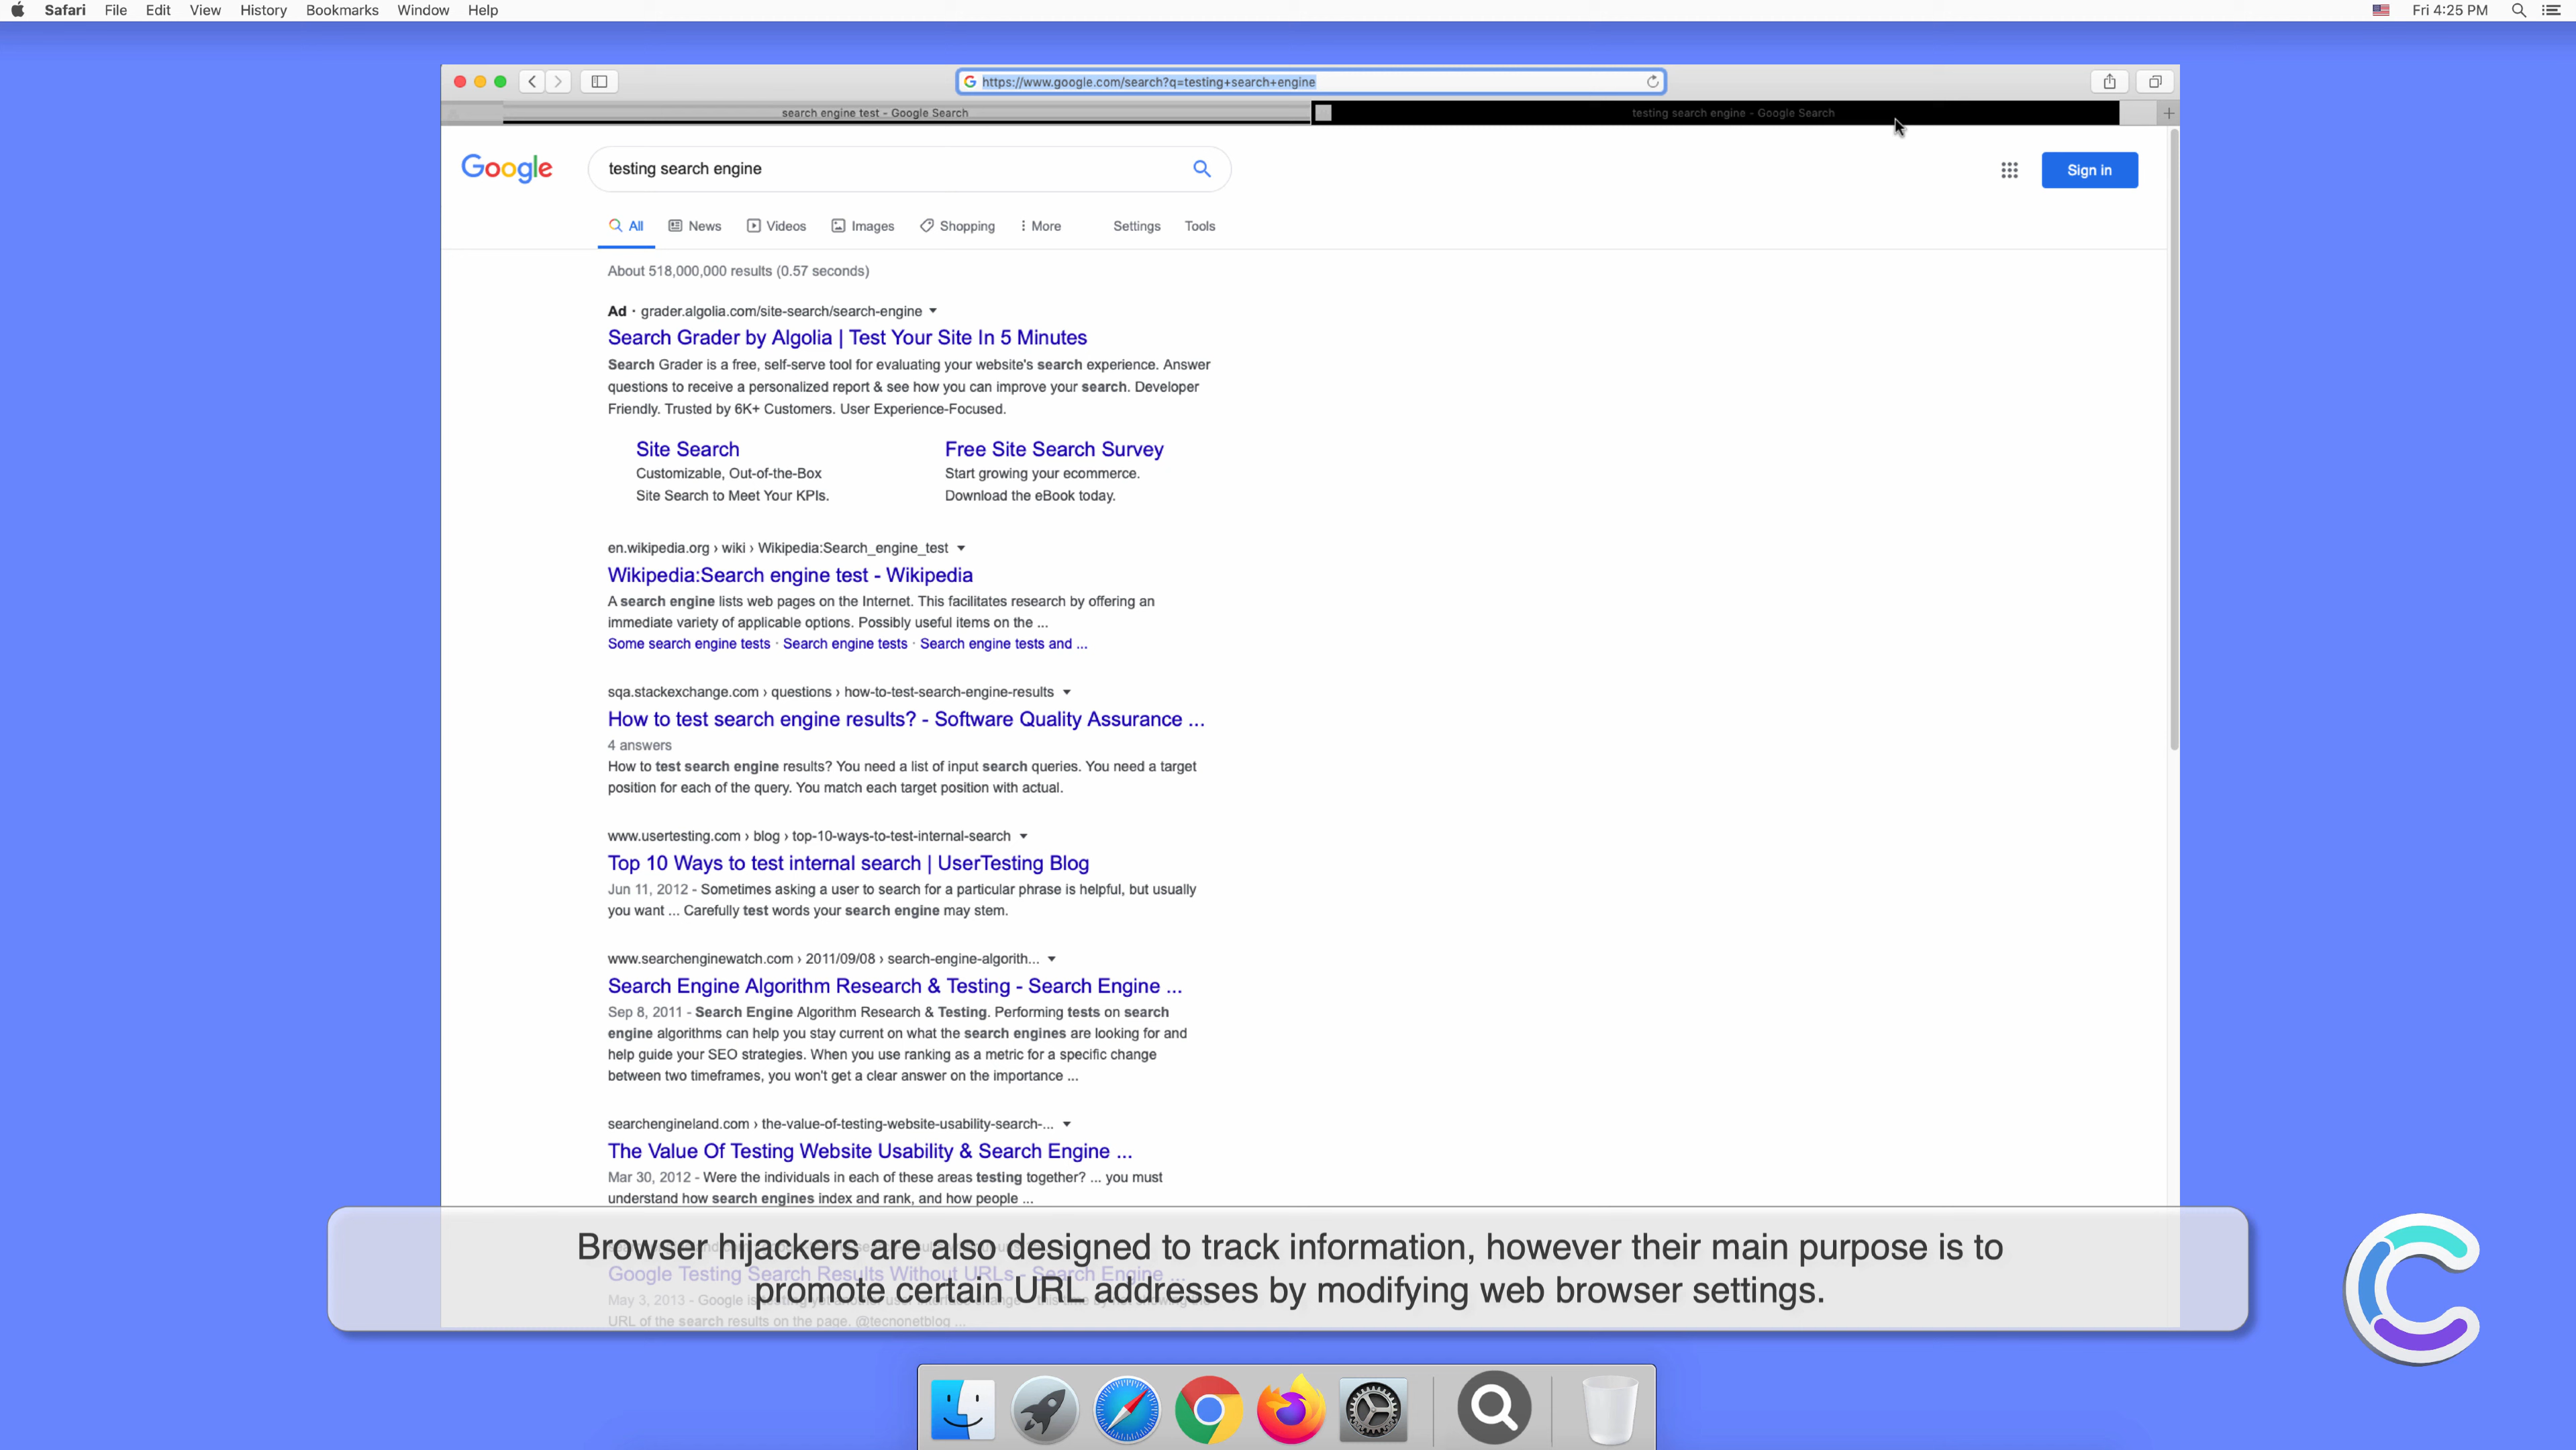 Safari File Edit View History Bookmarks Window Help
Fri 4:25 PM
https://www.google.com/search?q=testing+search+engine
search engine test - Google Search
testing search engine - Google Search
Google
testing search engine
Sign in
All News Videos Images Shopping More Settings Tools
About 518,000,000 results (0.57 seconds)
Ad · grader.algolia.com/site-search/search-engine
Search Grader by Algolia | Test Your Site In 5 Minutes
Search Grader is a free, self-serve tool for evaluating your website's search experience. Answer
questions to receive a personalized report & see how you can improve your search. Developer
Friendly. Trusted by 6K+ Customers. User Experience-Focused.
Site Search
Customizable, Out-of-the-Box
Site Search to Meet Your KPIs.
Free Site Search Survey
Start growing your ecommerce.
Download the eBook today.
en.wikipedia.org › wiki › Wikipedia:Search_engine_test
Wikipedia:Search engine test - Wikipedia
A search engine lists web pages on the Internet. This facilitates research by offering an
immediate variety of applicable options. Possibly useful items on the ...
Some search engine tests · Search engine tests · Search engine tests and ...
sqa.stackexchange.com › questions › how-to-test-search-engine-results
How to test search engine results? - Software Quality Assurance ...
4 answers
How to test search engine results? You need a list of input search queries. You need a target
position for each of the query. You match each target position with actual.
www.usertesting.com › blog › top-10-ways-to-test-internal-search
Top 10 Ways to test internal search | UserTesting Blog
Jun 11, 2012 - Sometimes asking a user to search for a particular phrase is helpful, but usually
you want ... Carefully test words your search engine may stem.
www.searchenginewatch.com › 2011/09/08 › search-engine-algorith...
Search Engine Algorithm Research & Testing - Search Engine ...
Sep 8, 2011 - Search Engine Algorithm Research & Testing. Performing tests on search
engine algorithms can help you stay current on what the search engines are looking for and
help guide your SEO strategies. When you use ranking as a metric for a specific change
between two timeframes, you won't get a clear answer on the importance ...
searchengineland.com › the-value-of-testing-website-usability-search-...
The Value Of Testing Website Usability & Search Engine ...
Mar 30, 2012 - Were the individuals in each of these areas testing together? ... you must
understand how search engines index and rank, and how people ...
Browser hijackers are also designed to track information, however their main purpose is to
Google Testing Search Results Without URLs - Search Engine ...
promote certain URL addresses by modifying web browser settings.
May 3, 2013 - Google is
URL of the search results on the page. @tecnonetblog ...